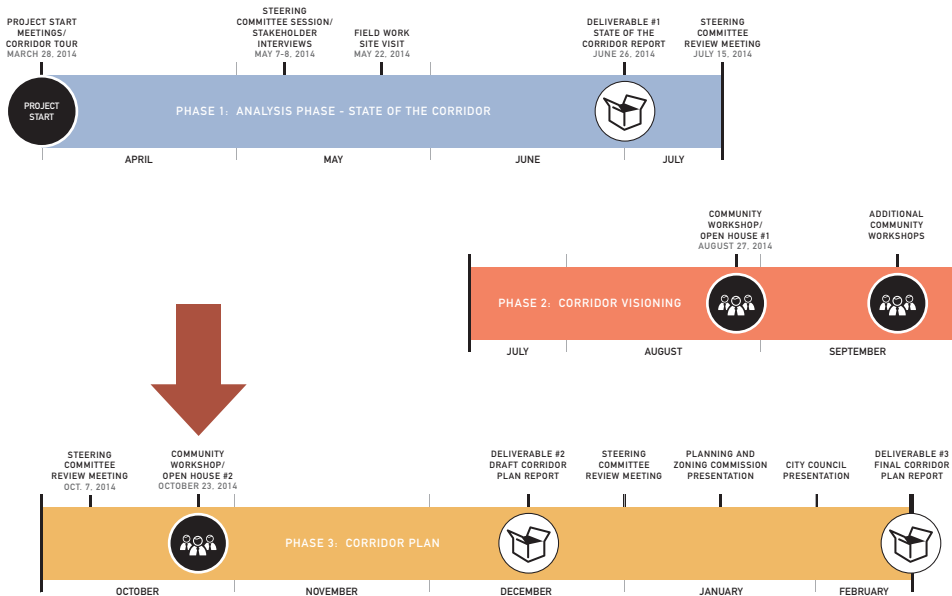 PROJECT START
MEETINGS/
CORRIDOR TOUR
MARCH 28, 2014
STEERING
COMMITTEE SESSION/
STAKEHOLDER
INTERVIEWS
MAY 7-8, 2014
FIELD WORK
SITE VISIT
MAY 22, 2014
DELIVERABLE #1
STATE OF THE
CORRIDOR REPORT
JUNE 26, 2014
STEERING
COMMITTEE
REVIEW MEETING
JULY 15, 2014
PROJECT
START
PHASE 1: ANALYSIS PHASE - STATE OF THE CORRIDOR
APRIL
MAY
JUNE
JULY
COMMUNITY
WORKSHOP/
OPEN HOUSE #1
AUGUST 27, 2014
ADDITIONAL
COMMUNITY
WORKSHOPS
PHASE 2: CORRIDOR VISIONING
JULY
AUGUST
SEPTEMBER
STEERING
COMMITTEE
REVIEW MEETING
OCT. 7, 2014
COMMUNITY
WORKSHOP/
OPEN HOUSE #2
OCTOBER 23, 2014
DELIVERABLE #2
DRAFT CORRIDOR
PLAN REPORT
STEERING
COMMITTEE
REVIEW MEETING
PLANNING AND
ZONING COMMISSION
PRESENTATION
CITY COUNCIL
PRESENTATION
DELIVERABLE #3
FINAL CORRIDOR
PLAN REPORT
PHASE 3: CORRIDOR PLAN
OCTOBER
NOVEMBER
DECEMBER
JANUARY
FEBRUARY